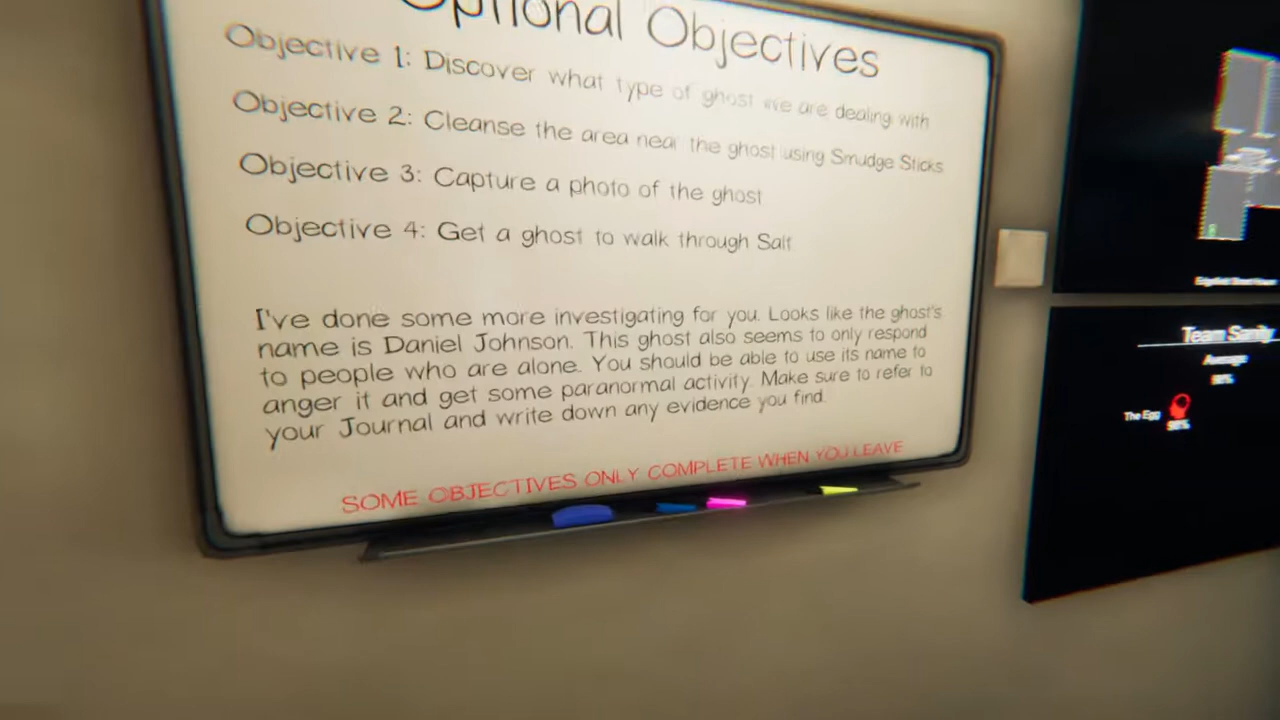 Optional Objectives
Objective 1: Discover what type of ghost we are dealing with
Objective 2: Cleanse the area near the ghost using Smudge Sticks
Objective 3: Capture a photo of the ghost
Objective 4: Get a ghost to walk through Salt
I've done some more investigating for you. Looks like the ghost's
name is Daniel Johnson. This ghost also seems to only respond
to people who are alone. You should be able to use its name to
anger it and get some paranormal activity. Make sure to refer to
your Journal and write down any evidence you find.
SOME OBJECTIVES ONLY COMPLETE WHEN YOU LEAVE
Team Sanity
Average
The Egg